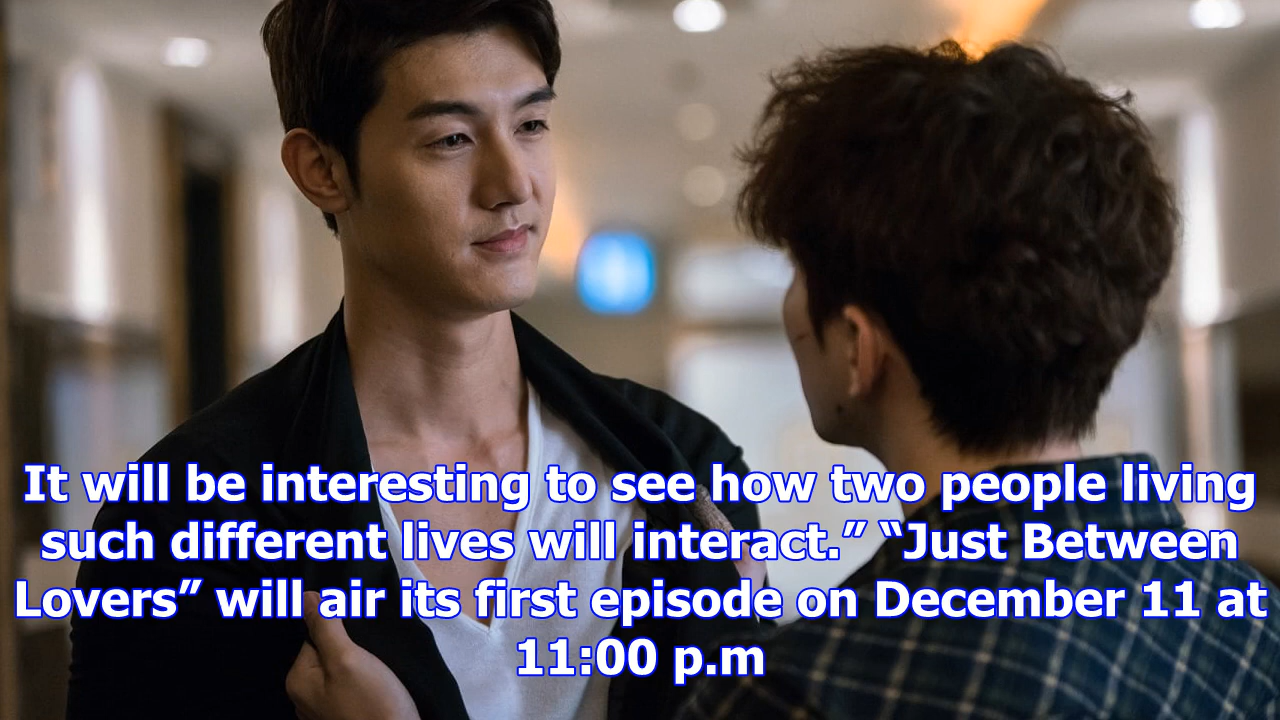 It will be interesting to see how two people living
such different lives will interact.” “Just Between
Lovers” will air its first episode on December 11 at
11:00 p.m